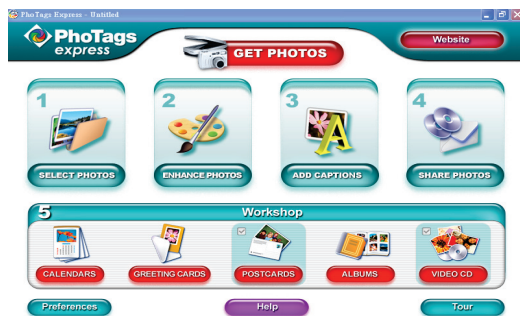 PhoTags Express - Untitled
PhoTags
express
GET PHOTOS
Website
1
2
3
4
SELECT PHOTOS
ENHANCE PHOTOS
A
ADD CAPTIONS
SHARE PHOTOS
5
Workshop
CALENDARS
GREETING CARDS
POSTCARDS
ALBUMS
VIDEO CD
Preferences
Help
Tour